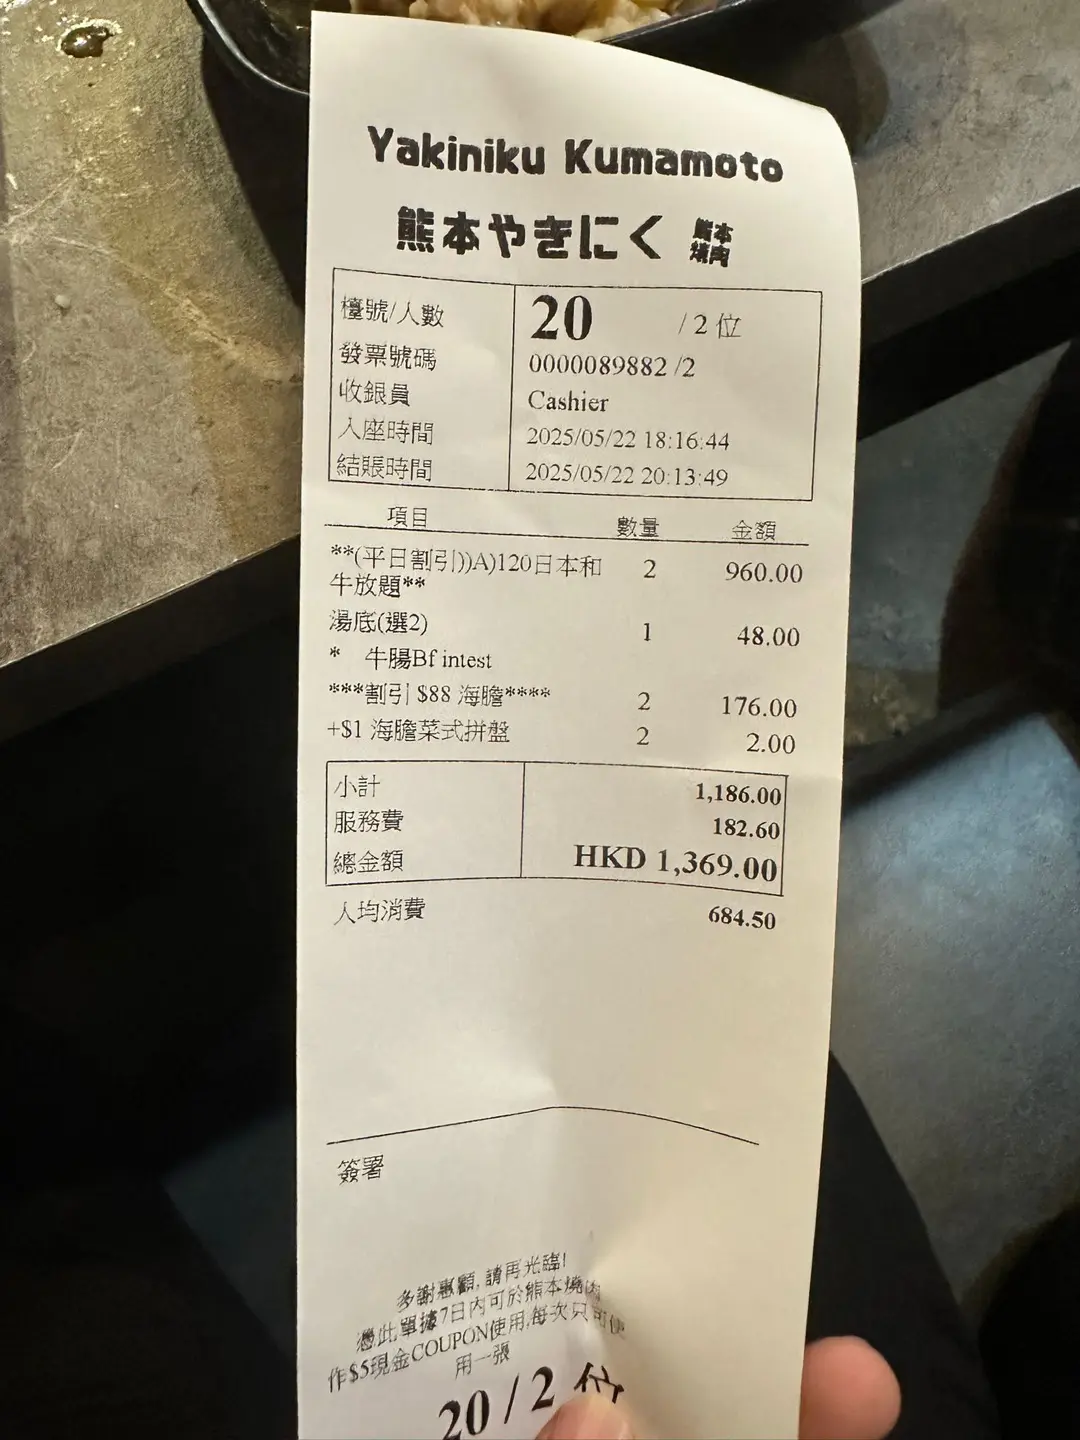 Yakiniku Kumamoto
熊本やきにく 熊本燒肉
檯號/人數 20 /2 位
發票號碼 0000089882 /2
收銀員 Cashier
入座時間 2025/05/22 18:16:44
結賬時間 2025/05/22 20:13:49
項目 數量 金額
**(平日割引))A)120日本和 2 960.00
牛放題**
湯底(選2) 1 48.00
* 牛腸Bf intest
***割引 $88 海膽**** 2 176.00
+$1 海膽菜式拼盤 2 2.00
小計 1,186.00
服務費 182.60
總金額 HKD 1,369.00
人均消費 684.50
簽署
多謝惠顧, 請再光臨!
憑此單據7日內可於熊本燒肉
作$5現金COUPON使用,每次只可使
用一張
20 / 2 位